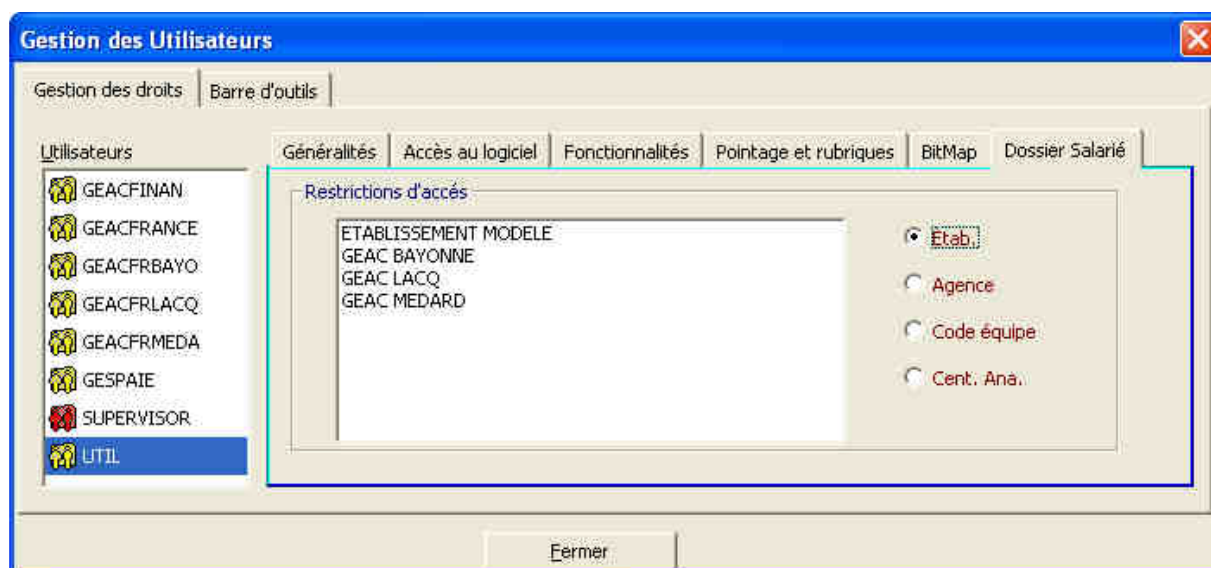 Gestion des Utilisateurs
Gestion des droits
Barre d'outils
Utilisateurs
GEACFINAN
GEACFRANCE
GEACFRBAYO
GEACFRLACQ
GEACFRMEDA
GESPAIE
SUPERVISOR
UTIL
Généralités
Accès au logiciel
Fonctionnalités
Pointage et rubriques
BitMap
Dossier Salarié
Restrictions d'accés
ETABLISSEMENT MODELE
GEAC BAYONNE
GEAC LACQ
GEAC MEDARD
Etab.
Agence
Code équipe
Cent. Ana.
Fermer